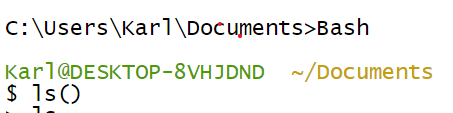 C:\Users\Karl\Documents>Bash
Karl@DESKTOP-8VHJDND ~/Documents
$ ls()